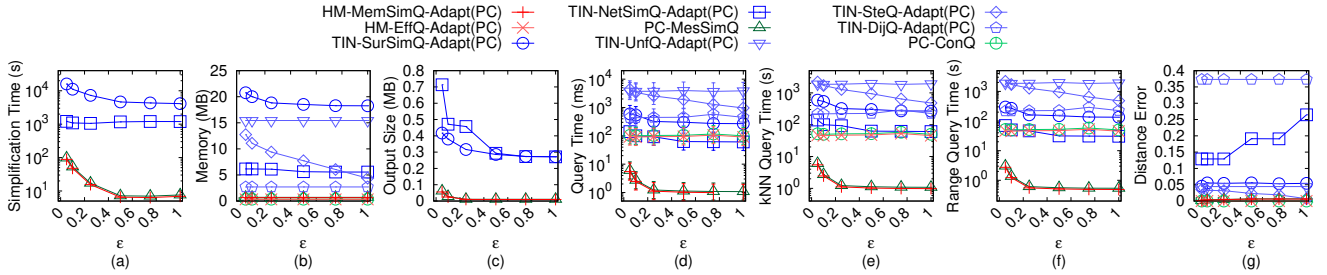 HM-MemSimQ-Adapt(PC)
HM-EffQ-Adapt(PC)
TIN-SurSimQ-Adapt(PC)
TIN-NetSimQ-Adapt(PC)
PC-MesSimQ
TIN-UnfQ-Adapt(PC)
TIN-SteQ-Adapt(PC)
TIN-DijQ-Adapt(PC)
PC-ConQ
Simplification Time (s)
10^4
10^3
10^2
10^1
0.2 0.4 0.6 0.8 1
ε
(a)
Memory (MB)
25
20
15
10
5
0
0.2 0.4 0.6 0.8 1
ε
(b)
Output Size (MB)
0.8
0.7
0.6
0.5
0.4
0.3
0.2
0.1
0
0.2 0.4 0.6 0.8 1
ε
(c)
Query Time (ms)
10^4
10^3
10^2
10^1
10^0
0.2 0.4 0.6 0.8 1
ε
(d)
kNN Query Time (s)
10^3
10^2
10^1
10^0
0.2 0.4 0.6 0.8 1
ε
(e)
Range Query Time (s)
10^3
10^2
10^1
10^0
0.2 0.4 0.6 0.8 1
ε
(f)
Distance Error
0.4
0.35
0.3
0.25
0.2
0.15
0.1
0.05
0
0.2 0.4 0.6 0.8 1
ε
(g)